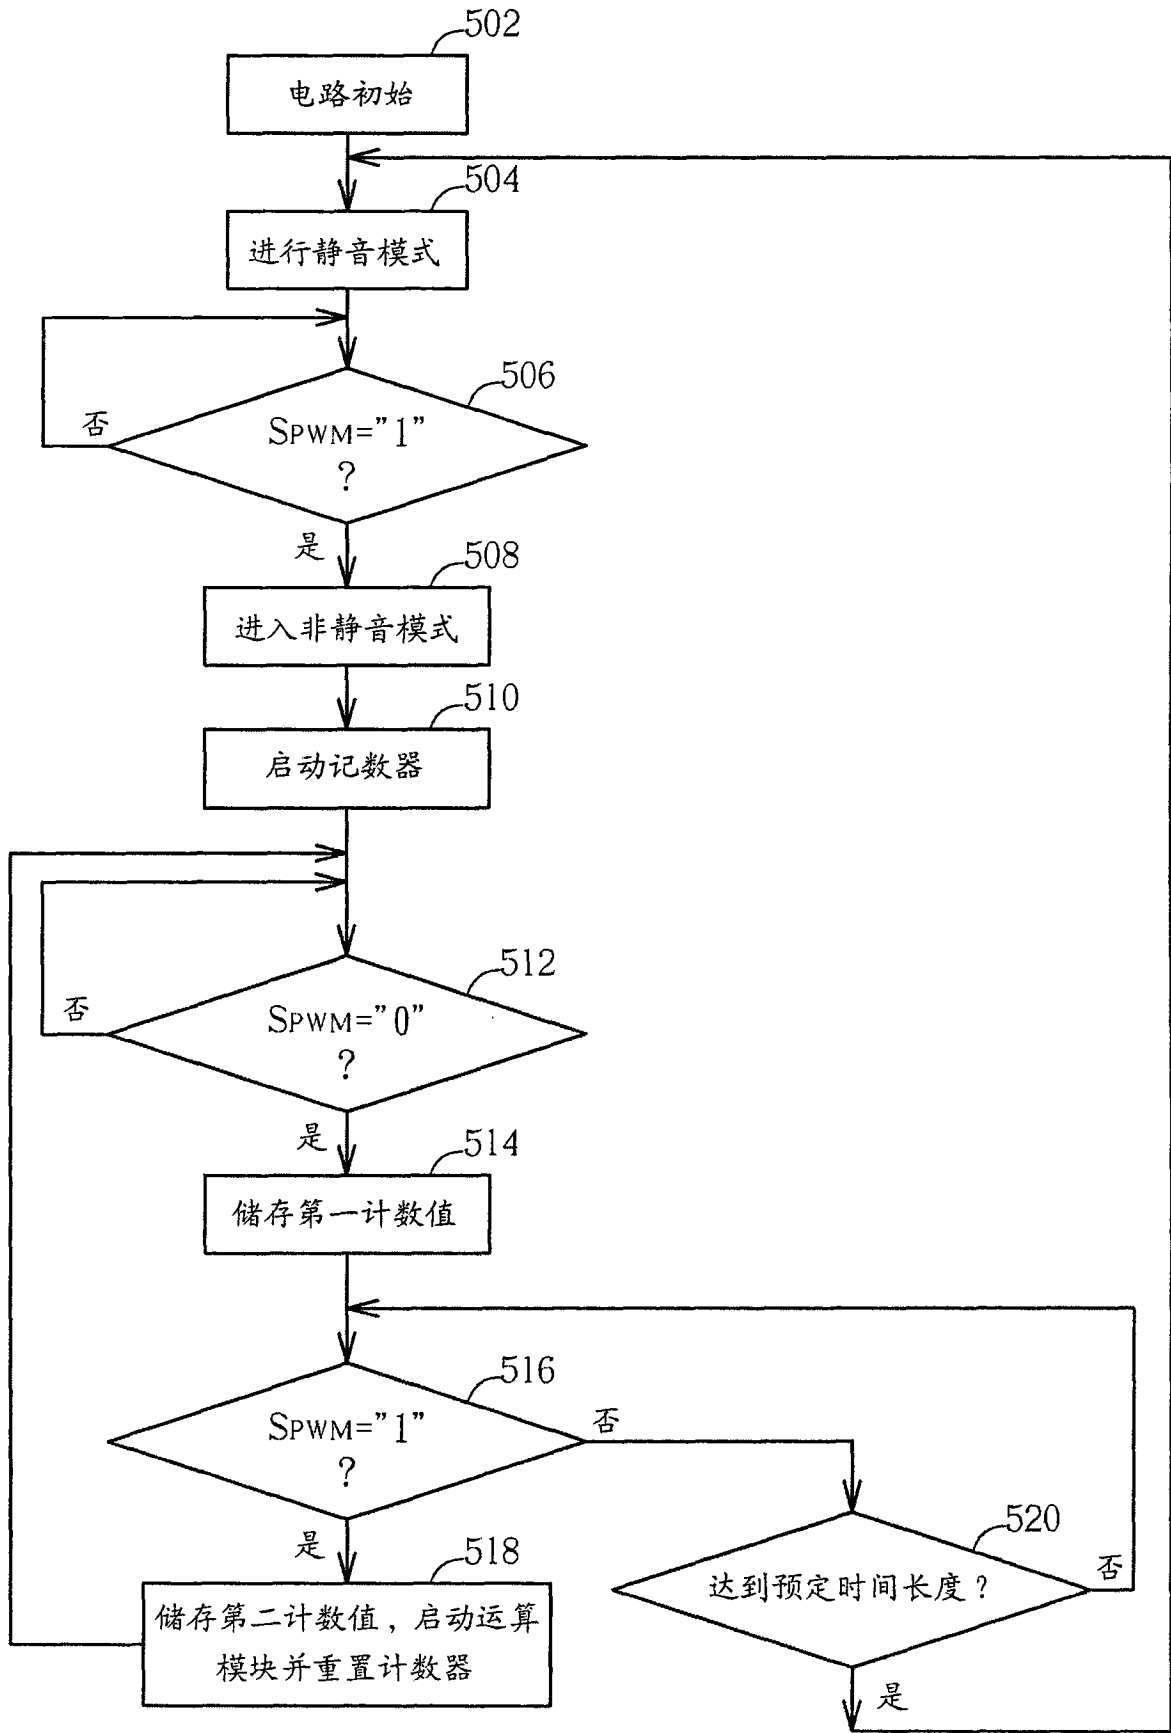 502
电路初始
504
进行静音模式
506
否
SPWM="1"
?
是
508
进入非静音模式
510
启动记数器
512
否
SPWM="0"
?
是
514
储存第一计数值
516
SPWM="1"
?
否
是
518
储存第二计数值，启动运算
模块并重置计数器
520
达到预定时间长度？
否
是